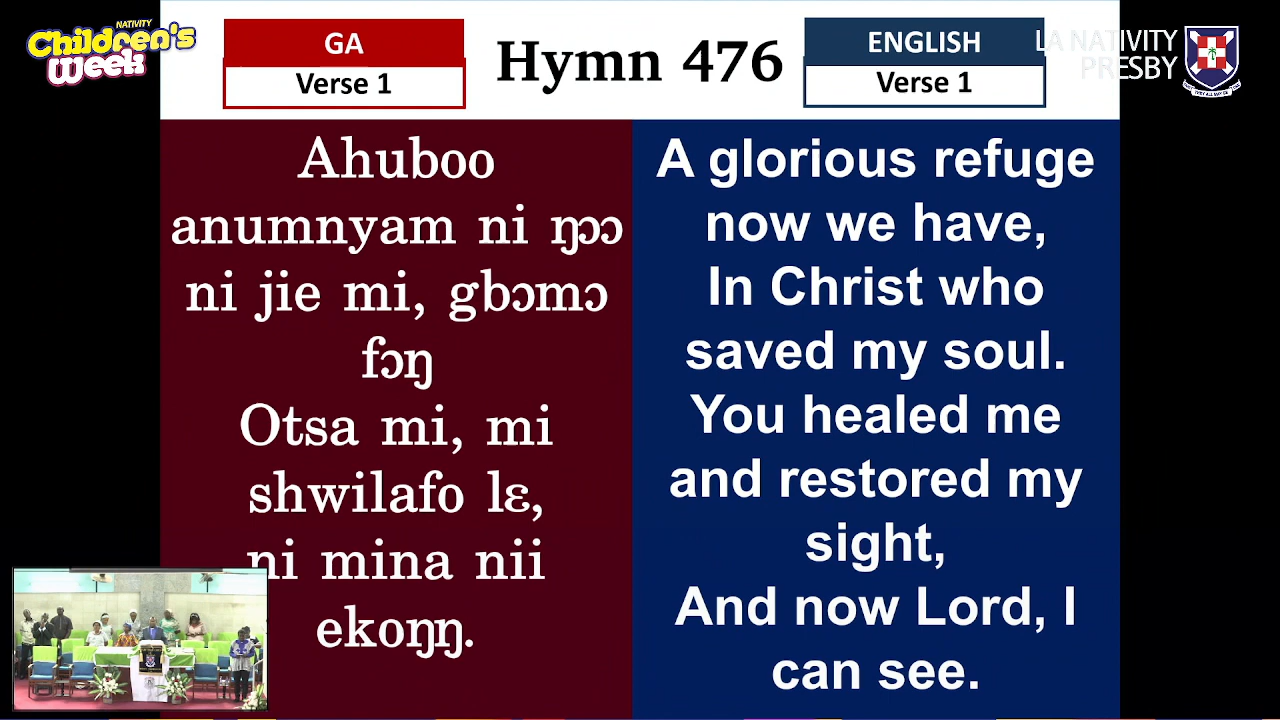 NATIVITY
Children's
Week
GA
Verse 1
Hymn 476
ENGLISH
Verse 1
LA NATIVITY
PRESBY
Ahuboo
anumnyam ni ŋɔɔ
ni jie mi, gbɔmɔ
fɔŋ
Otsa mi, mi
shwilafo lɛ,
ni mina nii
ekoŋŋ.
A glorious refuge
now we have,
In Christ who
saved my soul.
You healed me
and restored my
sight,
And now Lord, I
can see.